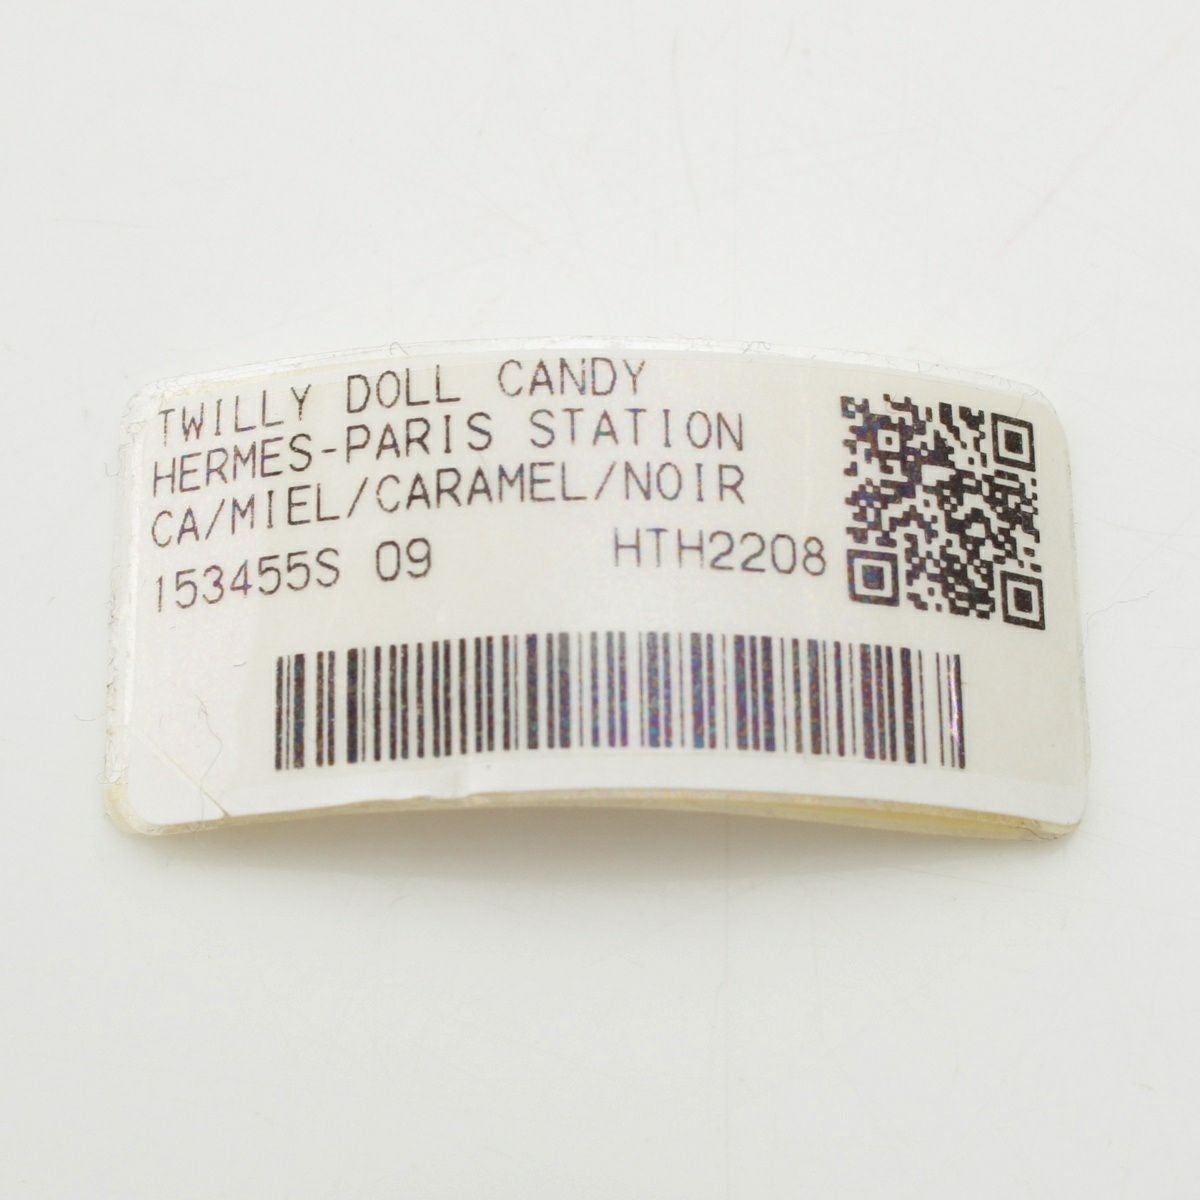 TWILLY DOLL CANDY
HERMES-PARIS STATION
CA/MIEL/CARAMEL/NOIR
153455S 09 HTH2208